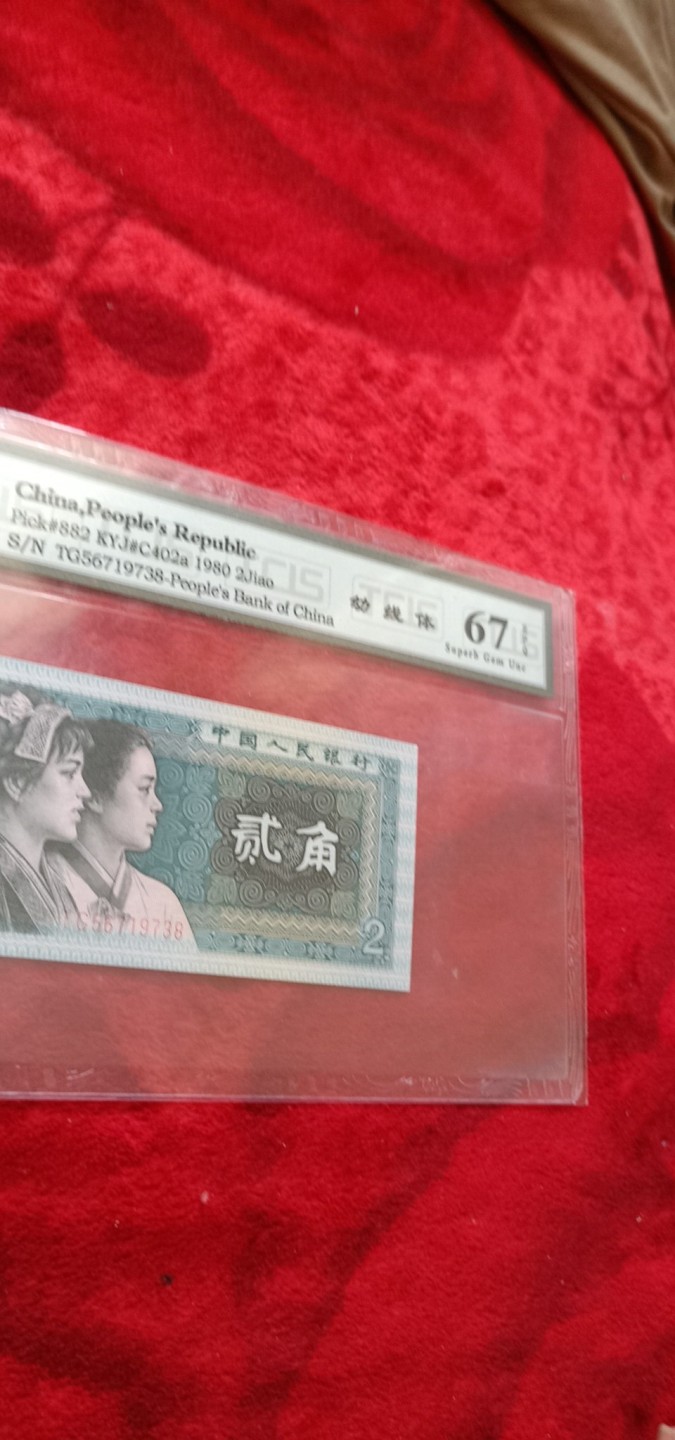 China,People's Republic
Pick#882 KYJ#C402a 1980 2Jiao
S/N TG56719738-People's Bank of China
幼线体
67
Superb Gem Unc
中国人民银行
贰角
TG56719738
2